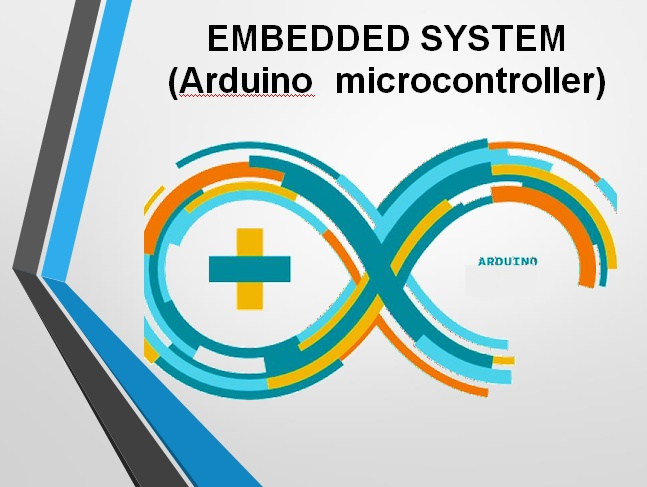 EMBEDDED SYSTEM
(Arduino microcontroller)
ARDUINO